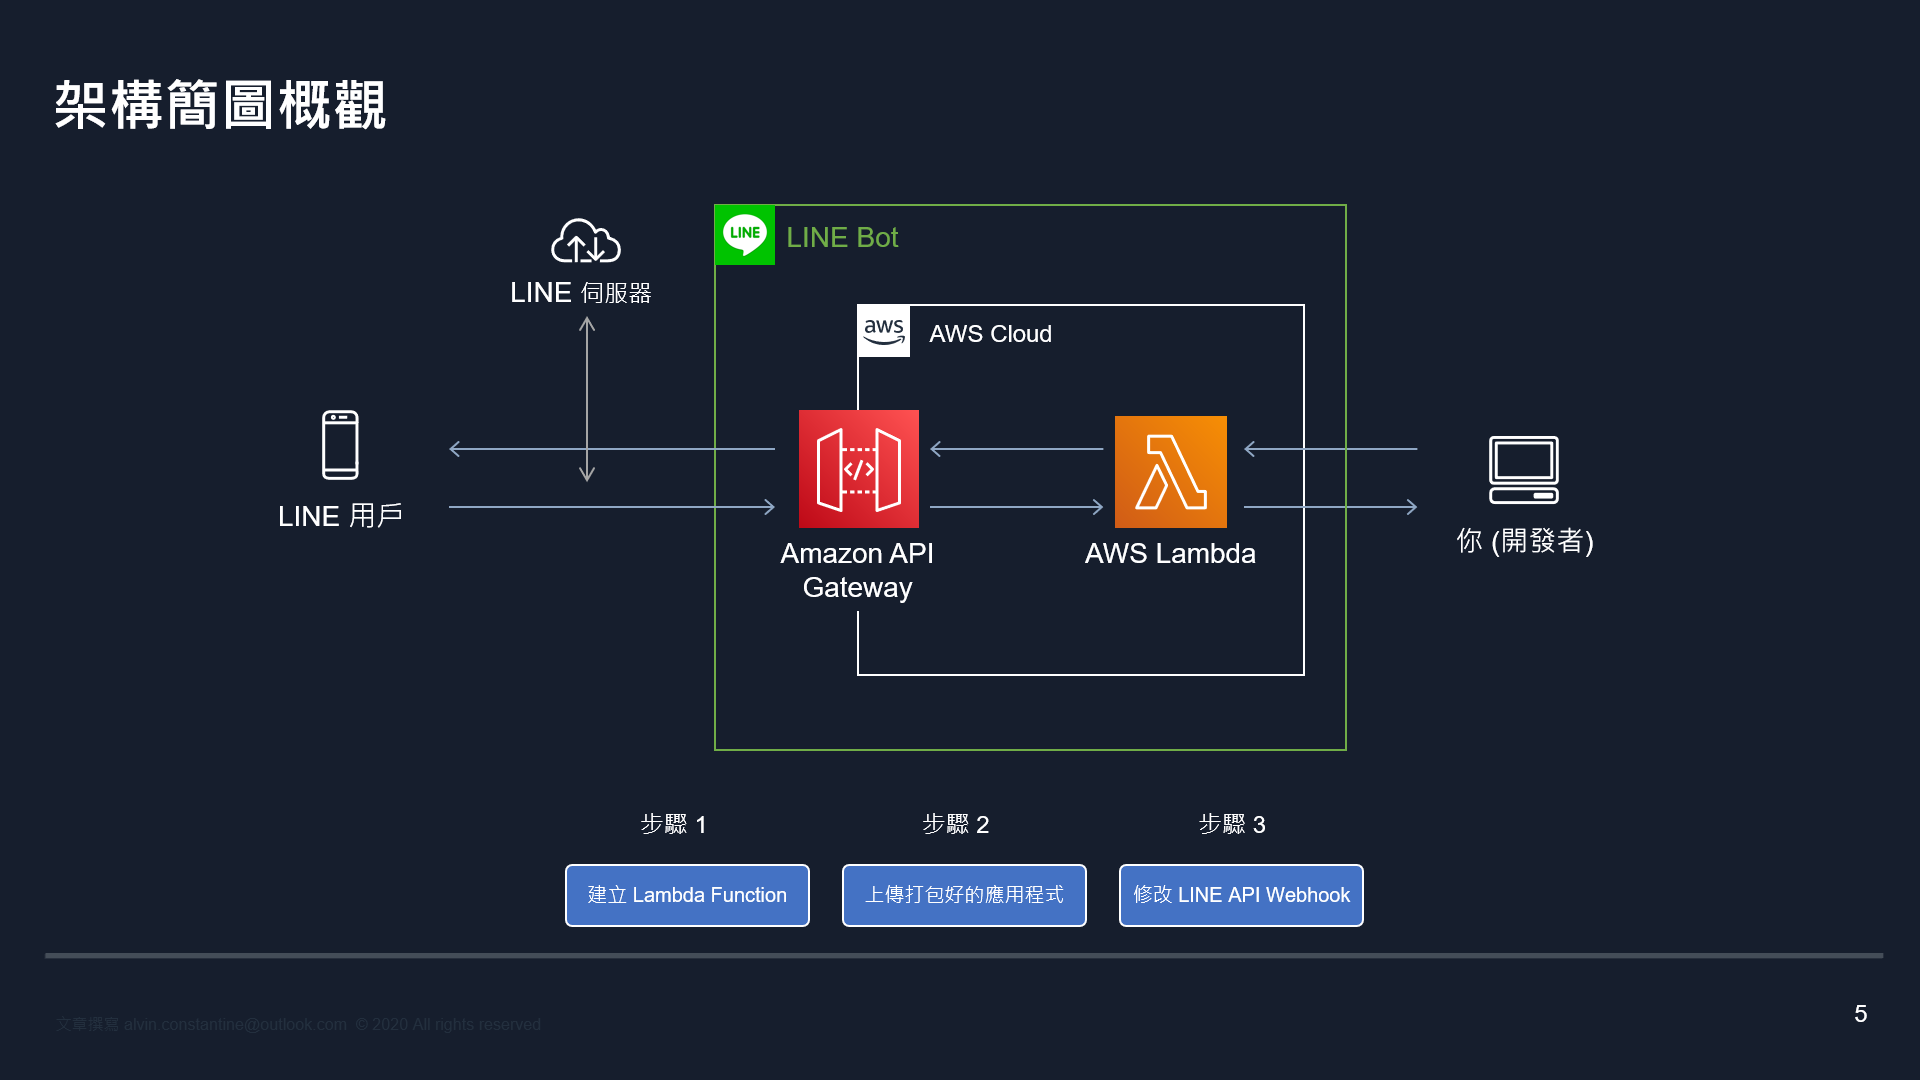 架構簡圖概觀
LINE
LINE Bot
LINE 伺服器
aws
AWS Cloud
LINE 用戶
</>
Amazon API
Gateway
AWS Lambda
你 (開發者)
步驟 1
步驟 2
步驟 3
建立 Lambda Function
上傳打包好的應用程式
修改 LINE API Webhook
文章撰寫 alvin.constantine@outlook.com © 2020 All rights reserved
5